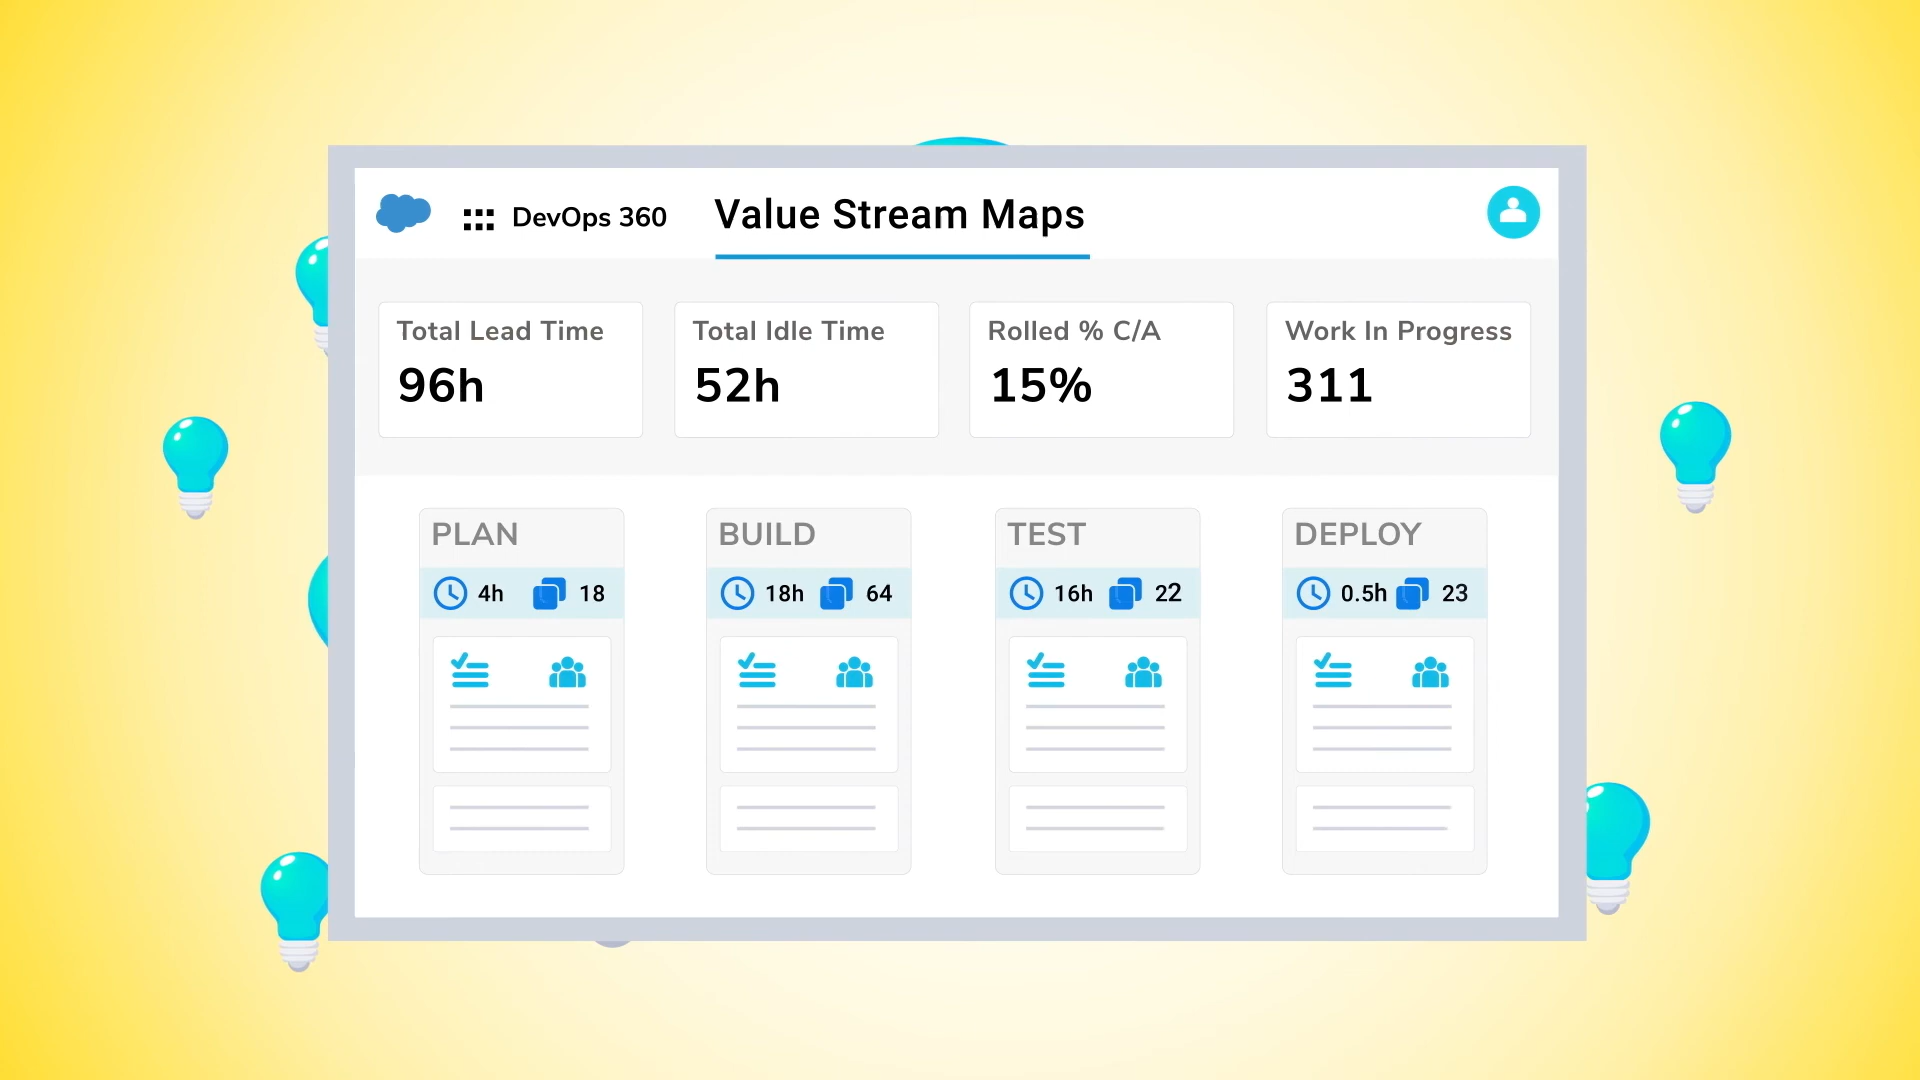 DevOps 360
Value Stream Maps
Total Lead Time
96h
Total Idle Time
52h
Rolled % C/A
15%
Work In Progress
311
PLAN
4h 18
BUILD
18h 64
TEST
16h 22
DEPLOY
0.5h 23